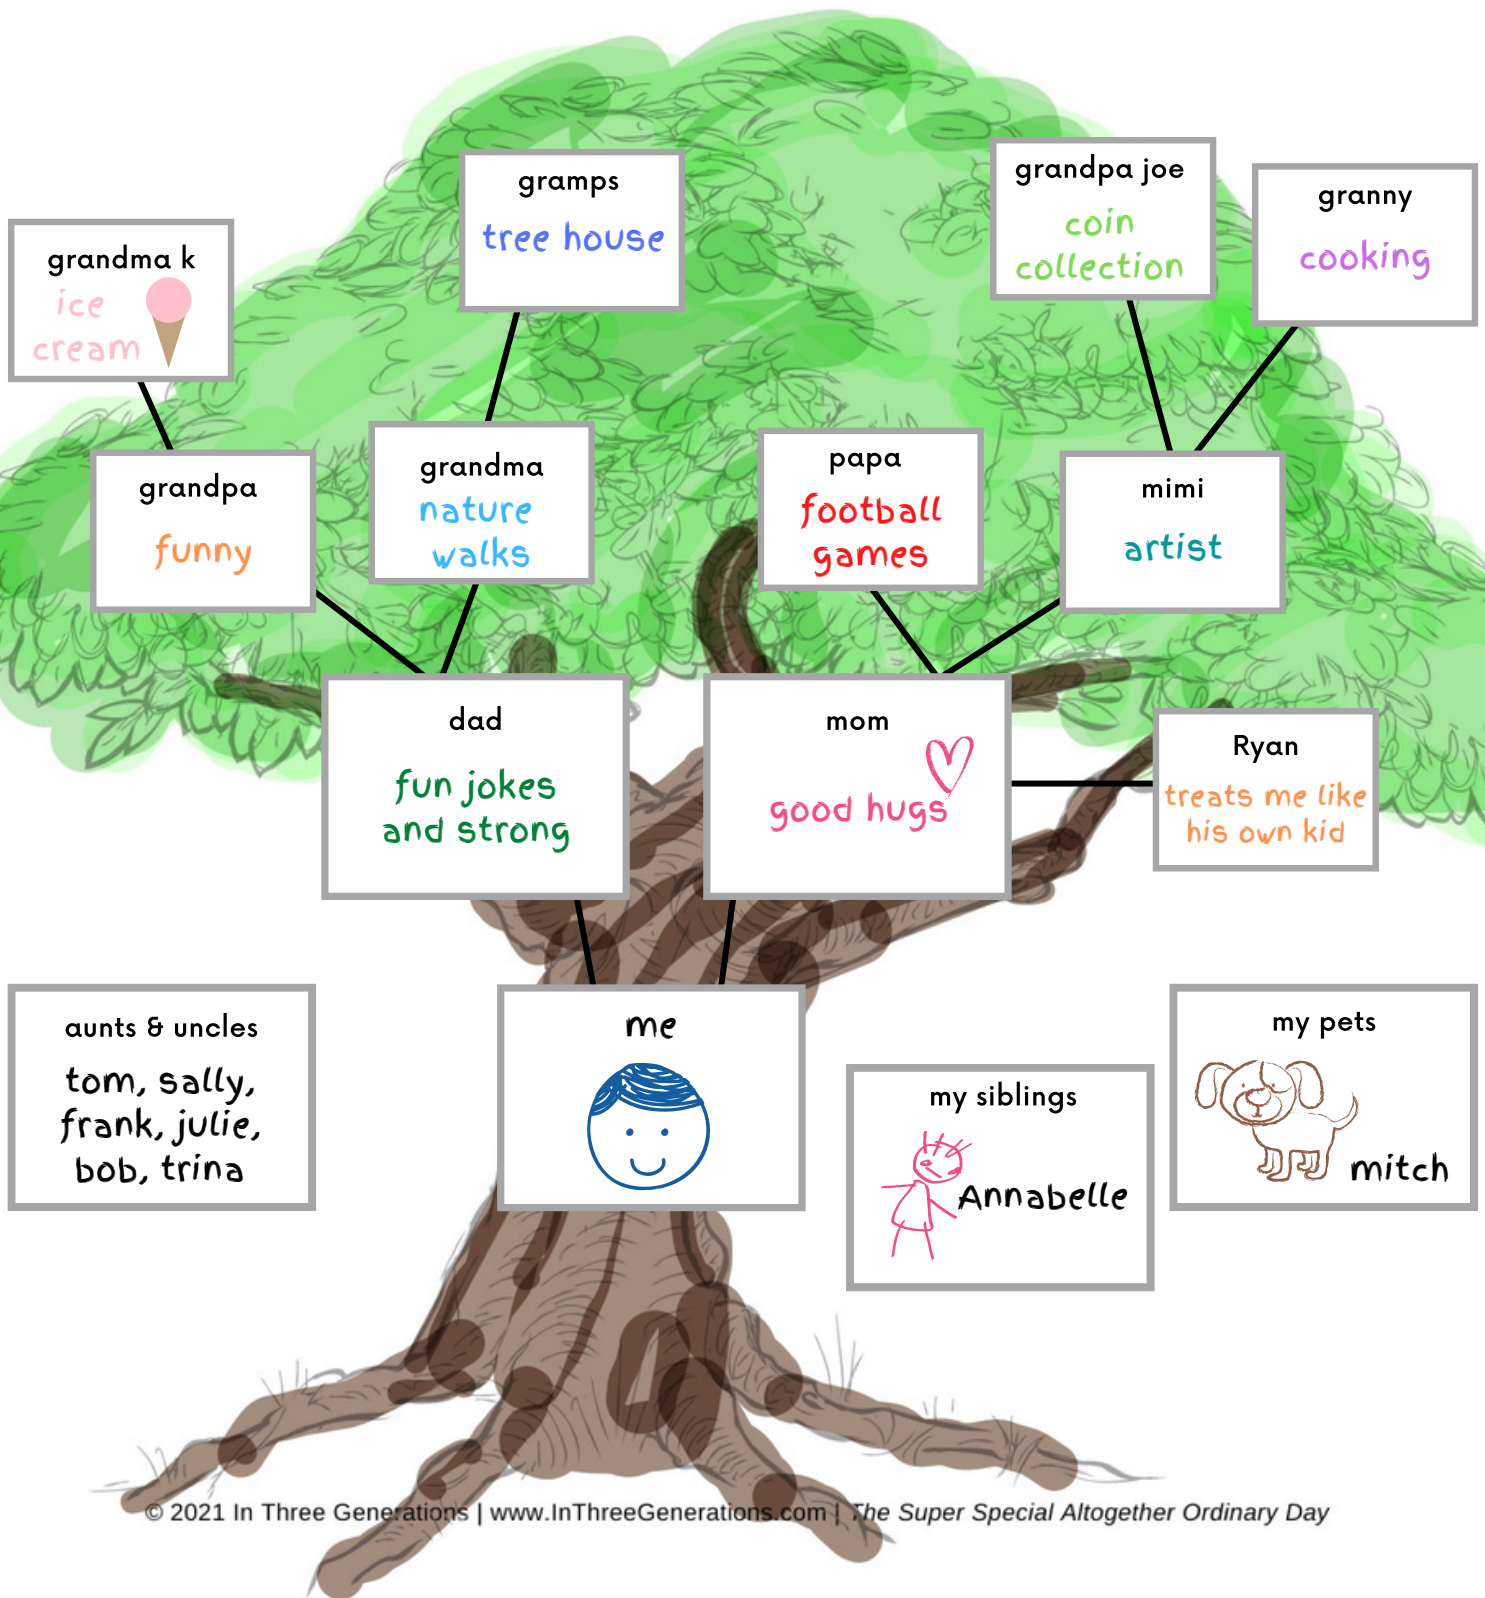 gramps
tree house
grandpa joe
coin
collection
granny
cooking
grandma k
ice
cream
grandpa
funny
grandma
nature
walks
papa
football
games
mimi
artist
dad
fun jokes
and strong
mom
good hugs
Ryan
treats me like
his own kid
aunts & uncles
tom, sally,
frank, julie,
bob, trina
me
my siblings
Annabelle
my pets
mitch
© 2021 In Three Generations | www.InThreeGenerations.com | The Super Special Altogether Ordinary Day